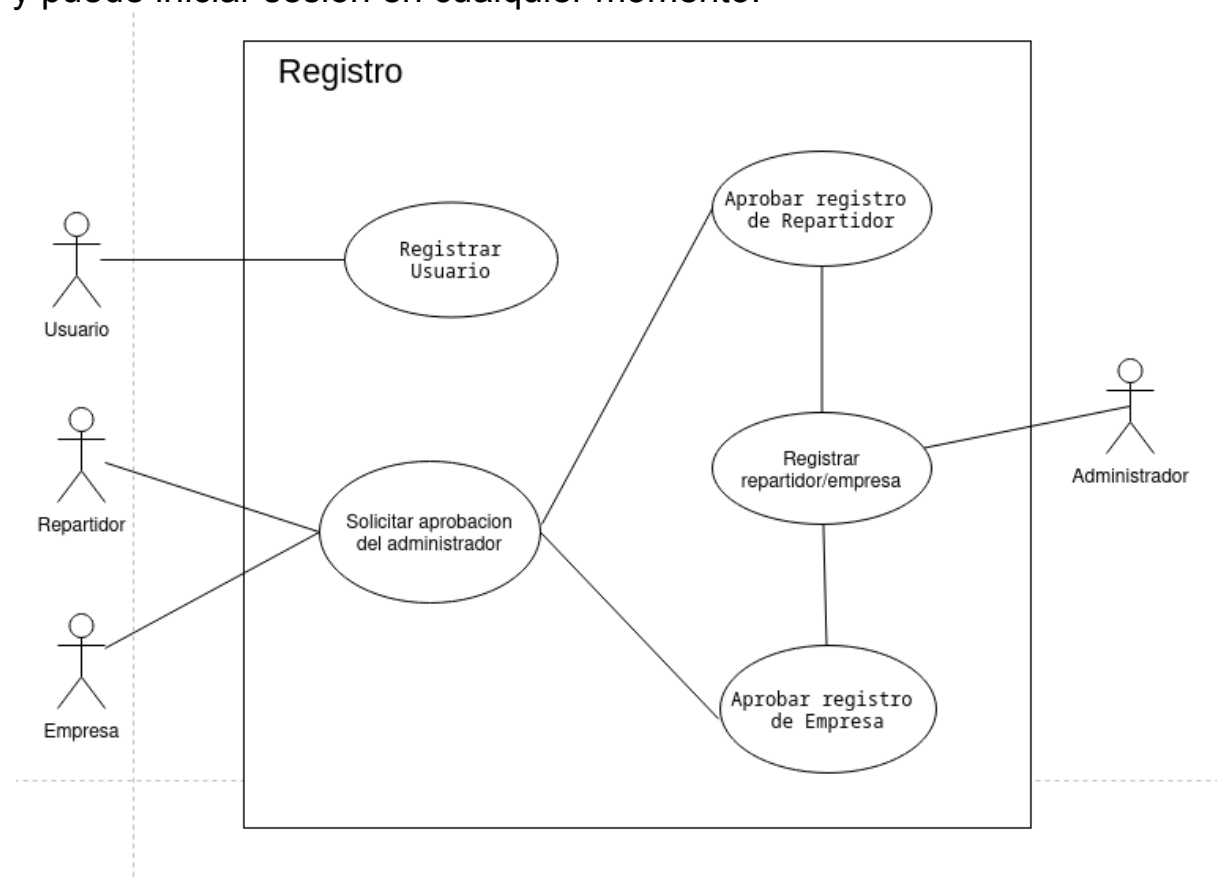 y puede iniciar sesión en cualquier momento.
Registro
Registrar
Usuario
Usuario
Repartidor
Solicitar aprobacion
del administrador
Empresa
Aprobar registro
de Repartidor
Registrar
repartidor/empresa
Administrador
Aprobar registro
de Empresa